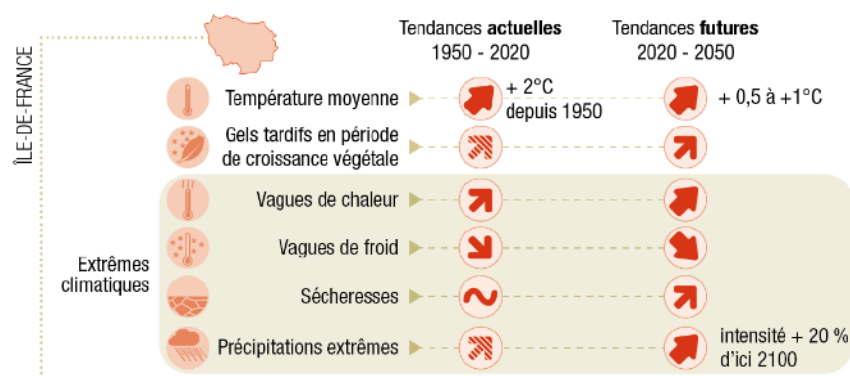 ÎLE-DE-FRANCE
Tendances actuelles
1950 - 2020
Tendances futures
2020 - 2050
Température moyenne
+ 2°C
depuis 1950
+ 0,5 à +1°C
Gels tardifs en période
de croissance végétale
Extrêmes
climatiques
Vagues de chaleur
Vagues de froid
Sécheresses
Précipitations extrêmes
intensité + 20 %
d'ici 2100